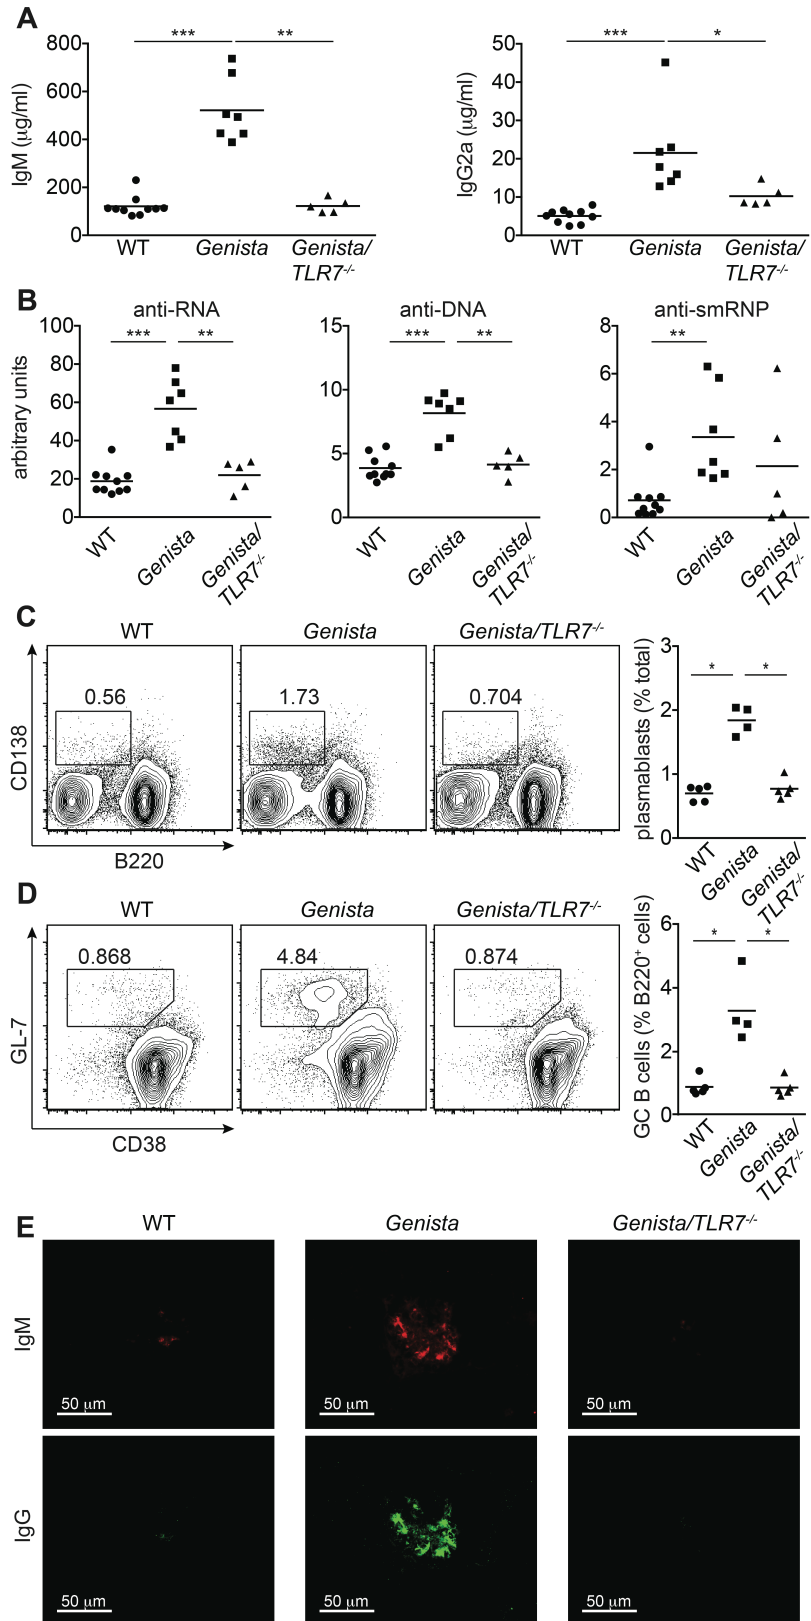 A
IgM (μg/ml)
800
600
400
200
0
***
**
WT
Genista
Genista/
TLR7-/-
IgG2a (μg/ml)
50
40
30
20
10
0
***
*
WT
Genista
Genista/
TLR7-/-
B
anti-RNA
arbitrary units
100
80
60
40
20
0
***
**
WT
Genista
Genista/
TLR7-/-
anti-DNA
15
10
5
0
***
**
WT
Genista
Genista/
TLR7-/-
anti-smRNP
8
6
4
2
0
**
WT
Genista
Genista/
TLR7-/-
C
WT
Genista
Genista/TLR7-/-
0.56
1.73
0.704
CD138
B220
plasmablasts (% total)
3
2
1
0
*
*
WT
Genista
Genista/
TLR7-/-
D
WT
Genista
Genista/TLR7-/-
0.868
4.84
0.874
GL-7
CD38
GC B cells (% B220+ cells)
6
4
2
0
*
*
WT
Genista
Genista/
TLR7-/-
E
WT
Genista
Genista/TLR7-/-
IgM
50 μm
50 μm
50 μm
IgG
50 μm
50 μm
50 μm